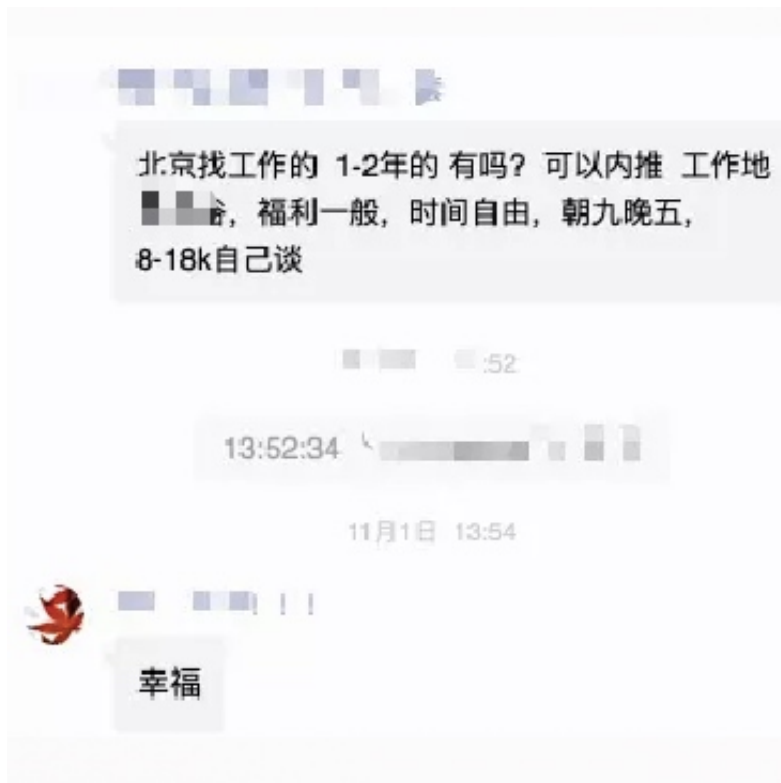 北京找工作的 1-2年的 有吗？可以内推 工作地
，福利一般，时间自由，朝九晚五，
8-18k自己谈
:52
13:52:34
11月1日 13:54
！！！
幸福